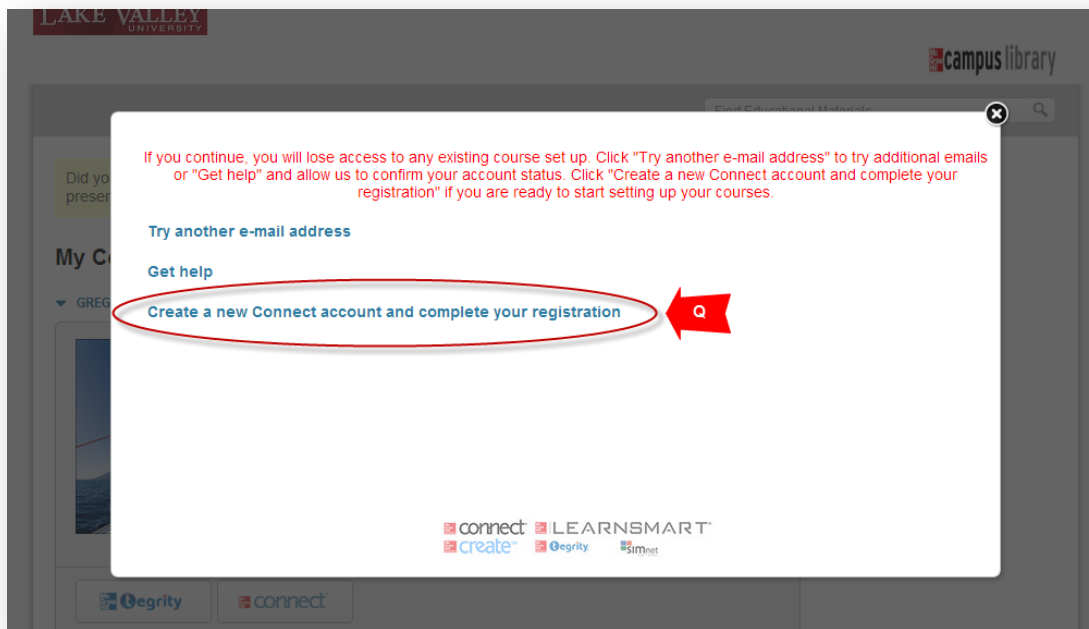 LAKE VALLEY
UNIVERSITY
campus library
Find Educational Materials
If you continue, you will lose access to any existing course set up. Click "Try another e-mail address" to try additional emails
or "Get help" and allow us to confirm your account status. Click "Create a new Connect account and complete your
registration" if you are ready to start setting up your courses.
Did yo
presen
Try another e-mail address
My Co
Get help
GREG
Create a new Connect account and complete your registration
Q
connect LEARNSMART
create tegrity simnet
tegrity connect